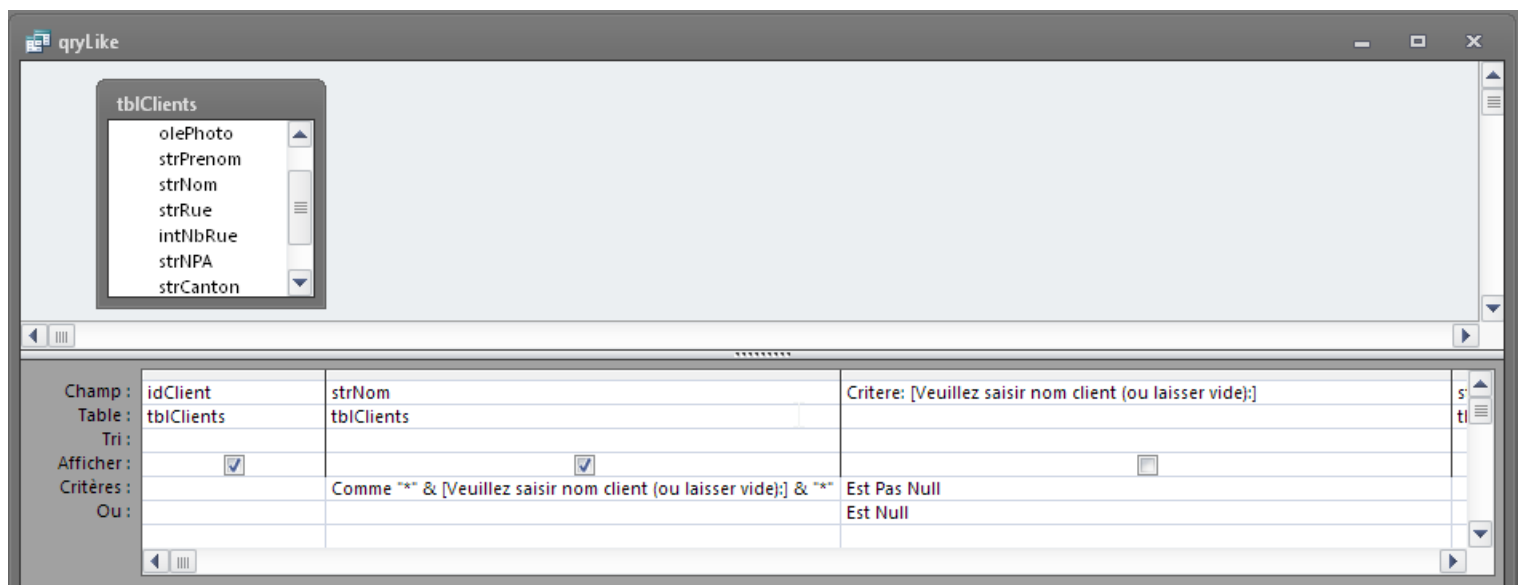 qryLike
tblClients
olePhoto
strPrenom
strNom
strRue
intNbRue
strNPA
strCanton
Champ : idClient strNom Critere: [Veuillez saisir nom client (ou laisser vide):]
Table : tblClients tblClients
Tri :
Afficher :
Critères : Comme "*" & [Veuillez saisir nom client (ou laisser vide):] & "*" Est Pas Null
Ou : Est Null